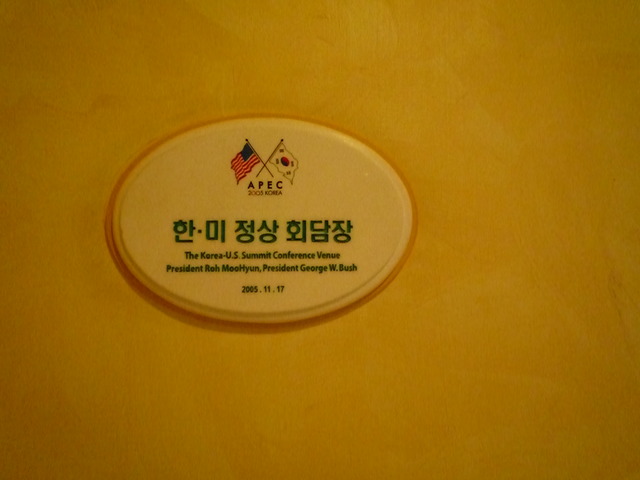 APEC
2005 KOREA
한·미 정상 회담장
The Korea-U.S. Summit Conference Venue
President Roh MooHyun, President George W. Bush
2005 . 11 . 17